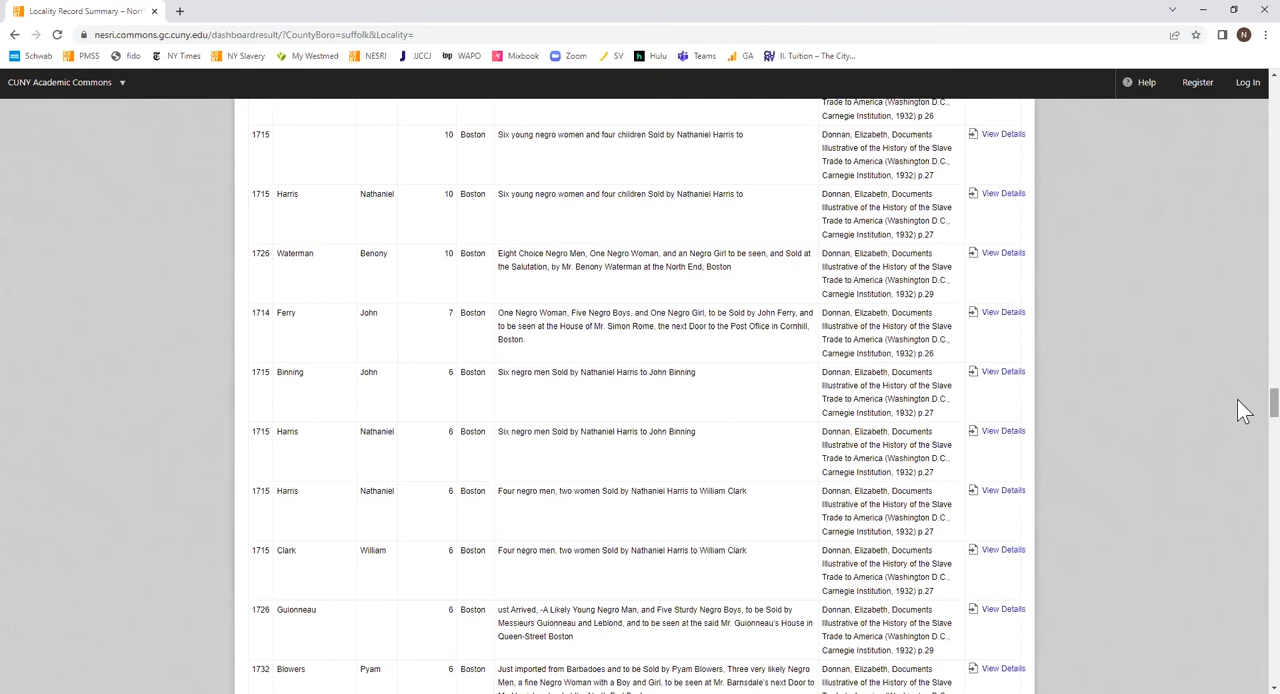 Locality Record Summary – Nort
nesri.commons.gc.cuny.edu/dashboardresult/?CountyBoro=suffolk&Locality=
N
Schwab PMSS fido NY Times NY Slavery My Westmed NESRI JJCCJ WAPO Mixbook Zoom SV Hulu Teams GA II. Tuition – The City...
CUNY Academic Commons Help Register Log In
Trade to America (Washington D.C.,
Carnegie Institution, 1932) p.26
1715 10 Boston Six young negro women and four children Sold by Nathaniel Harris to Donnan, Elizabeth, Documents View Details
Illustrative of the History of the Slave
Trade to America (Washington D.C.,
Carnegie Institution, 1932) p.27
1715 Harris Nathaniel 10 Boston Six young negro women and four children Sold by Nathaniel Harris to Donnan, Elizabeth, Documents View Details
Illustrative of the History of the Slave
Trade to America (Washington D.C.,
Carnegie Institution, 1932) p.27
1726 Waterman Benony 10 Boston Eight Choice Negro Men, One Negro Woman, and an Negro Girl to be seen, and Sold at Donnan, Elizabeth, Documents View Details
the Salutation, by Mr. Benony Waterman at the North End, Boston Illustrative of the History of the Slave
Trade to America (Washington D.C.,
Carnegie Institution, 1932) p.29
1714 Ferry John 7 Boston One Negro Woman, Five Negro Boys, and One Negro Girl, to be Sold by John Ferry, and Donnan, Elizabeth, Documents View Details
to be seen at the House of Mr. Simon Rome, the next Door to the Post Office in Cornhill, Illustrative of the History of the Slave
Boston. Trade to America (Washington D.C.,
Carnegie Institution, 1932) p.26
1715 Binning John 6 Boston Six negro men Sold by Nathaniel Harris to John Binning Donnan, Elizabeth, Documents View Details
Illustrative of the History of the Slave
Trade to America (Washington D.C.,
Carnegie Institution, 1932) p.27
1715 Harris Nathaniel 6 Boston Six negro men Sold by Nathaniel Harris to John Binning Donnan, Elizabeth, Documents View Details
Illustrative of the History of the Slave
Trade to America (Washington D.C.,
Carnegie Institution, 1932) p.27
1715 Harris Nathaniel 6 Boston Four negro men, two women Sold by Nathaniel Harris to William Clark Donnan, Elizabeth, Documents View Details
Illustrative of the History of the Slave
Trade to America (Washington D.C.,
Carnegie Institution, 1932) p.27
1715 Clark William 6 Boston Four negro men, two women Sold by Nathaniel Harris to William Clark Donnan, Elizabeth, Documents View Details
Illustrative of the History of the Slave
Trade to America (Washington D.C.,
Carnegie Institution, 1932) p.27
1726 Guionneau 6 Boston ust Arrived, -A Likely Young Negro Man, and Five Sturdy Negro Boys, to be Sold by Donnan, Elizabeth, Documents View Details
Messieurs Guionneau and Leblond, and to be seen at the said Mr. Guionneau's House in Illustrative of the History of the Slave
Queen-Street Boston Trade to America (Washington D.C.,
Carnegie Institution, 1932) p.29
1732 Blowers Pyam 6 Boston Just imported from Barbadoes and to be Sold by Pyam Blowers, Three very likely Negro Donnan, Elizabeth, Documents View Details
Men, a fine Negro Woman with a Boy and Girl, to be seen at Mr. Barnsdale's next Door to Illustrative of the History of the Slave